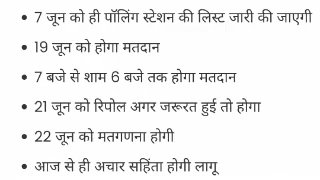 • 7 जून को ही पॉलिंग स्टेशन की लिस्ट जारी की जाएगी
• 19 जून को होगा मतदान
• 7 बजे से शाम 6 बजे तक होगा मतदान
• 21 जून को रिपोल अगर जरूरत हुई तो होगा
• 22 जून को मतगणना होगी
• आज से ही अचार सहिंता होगी लागू